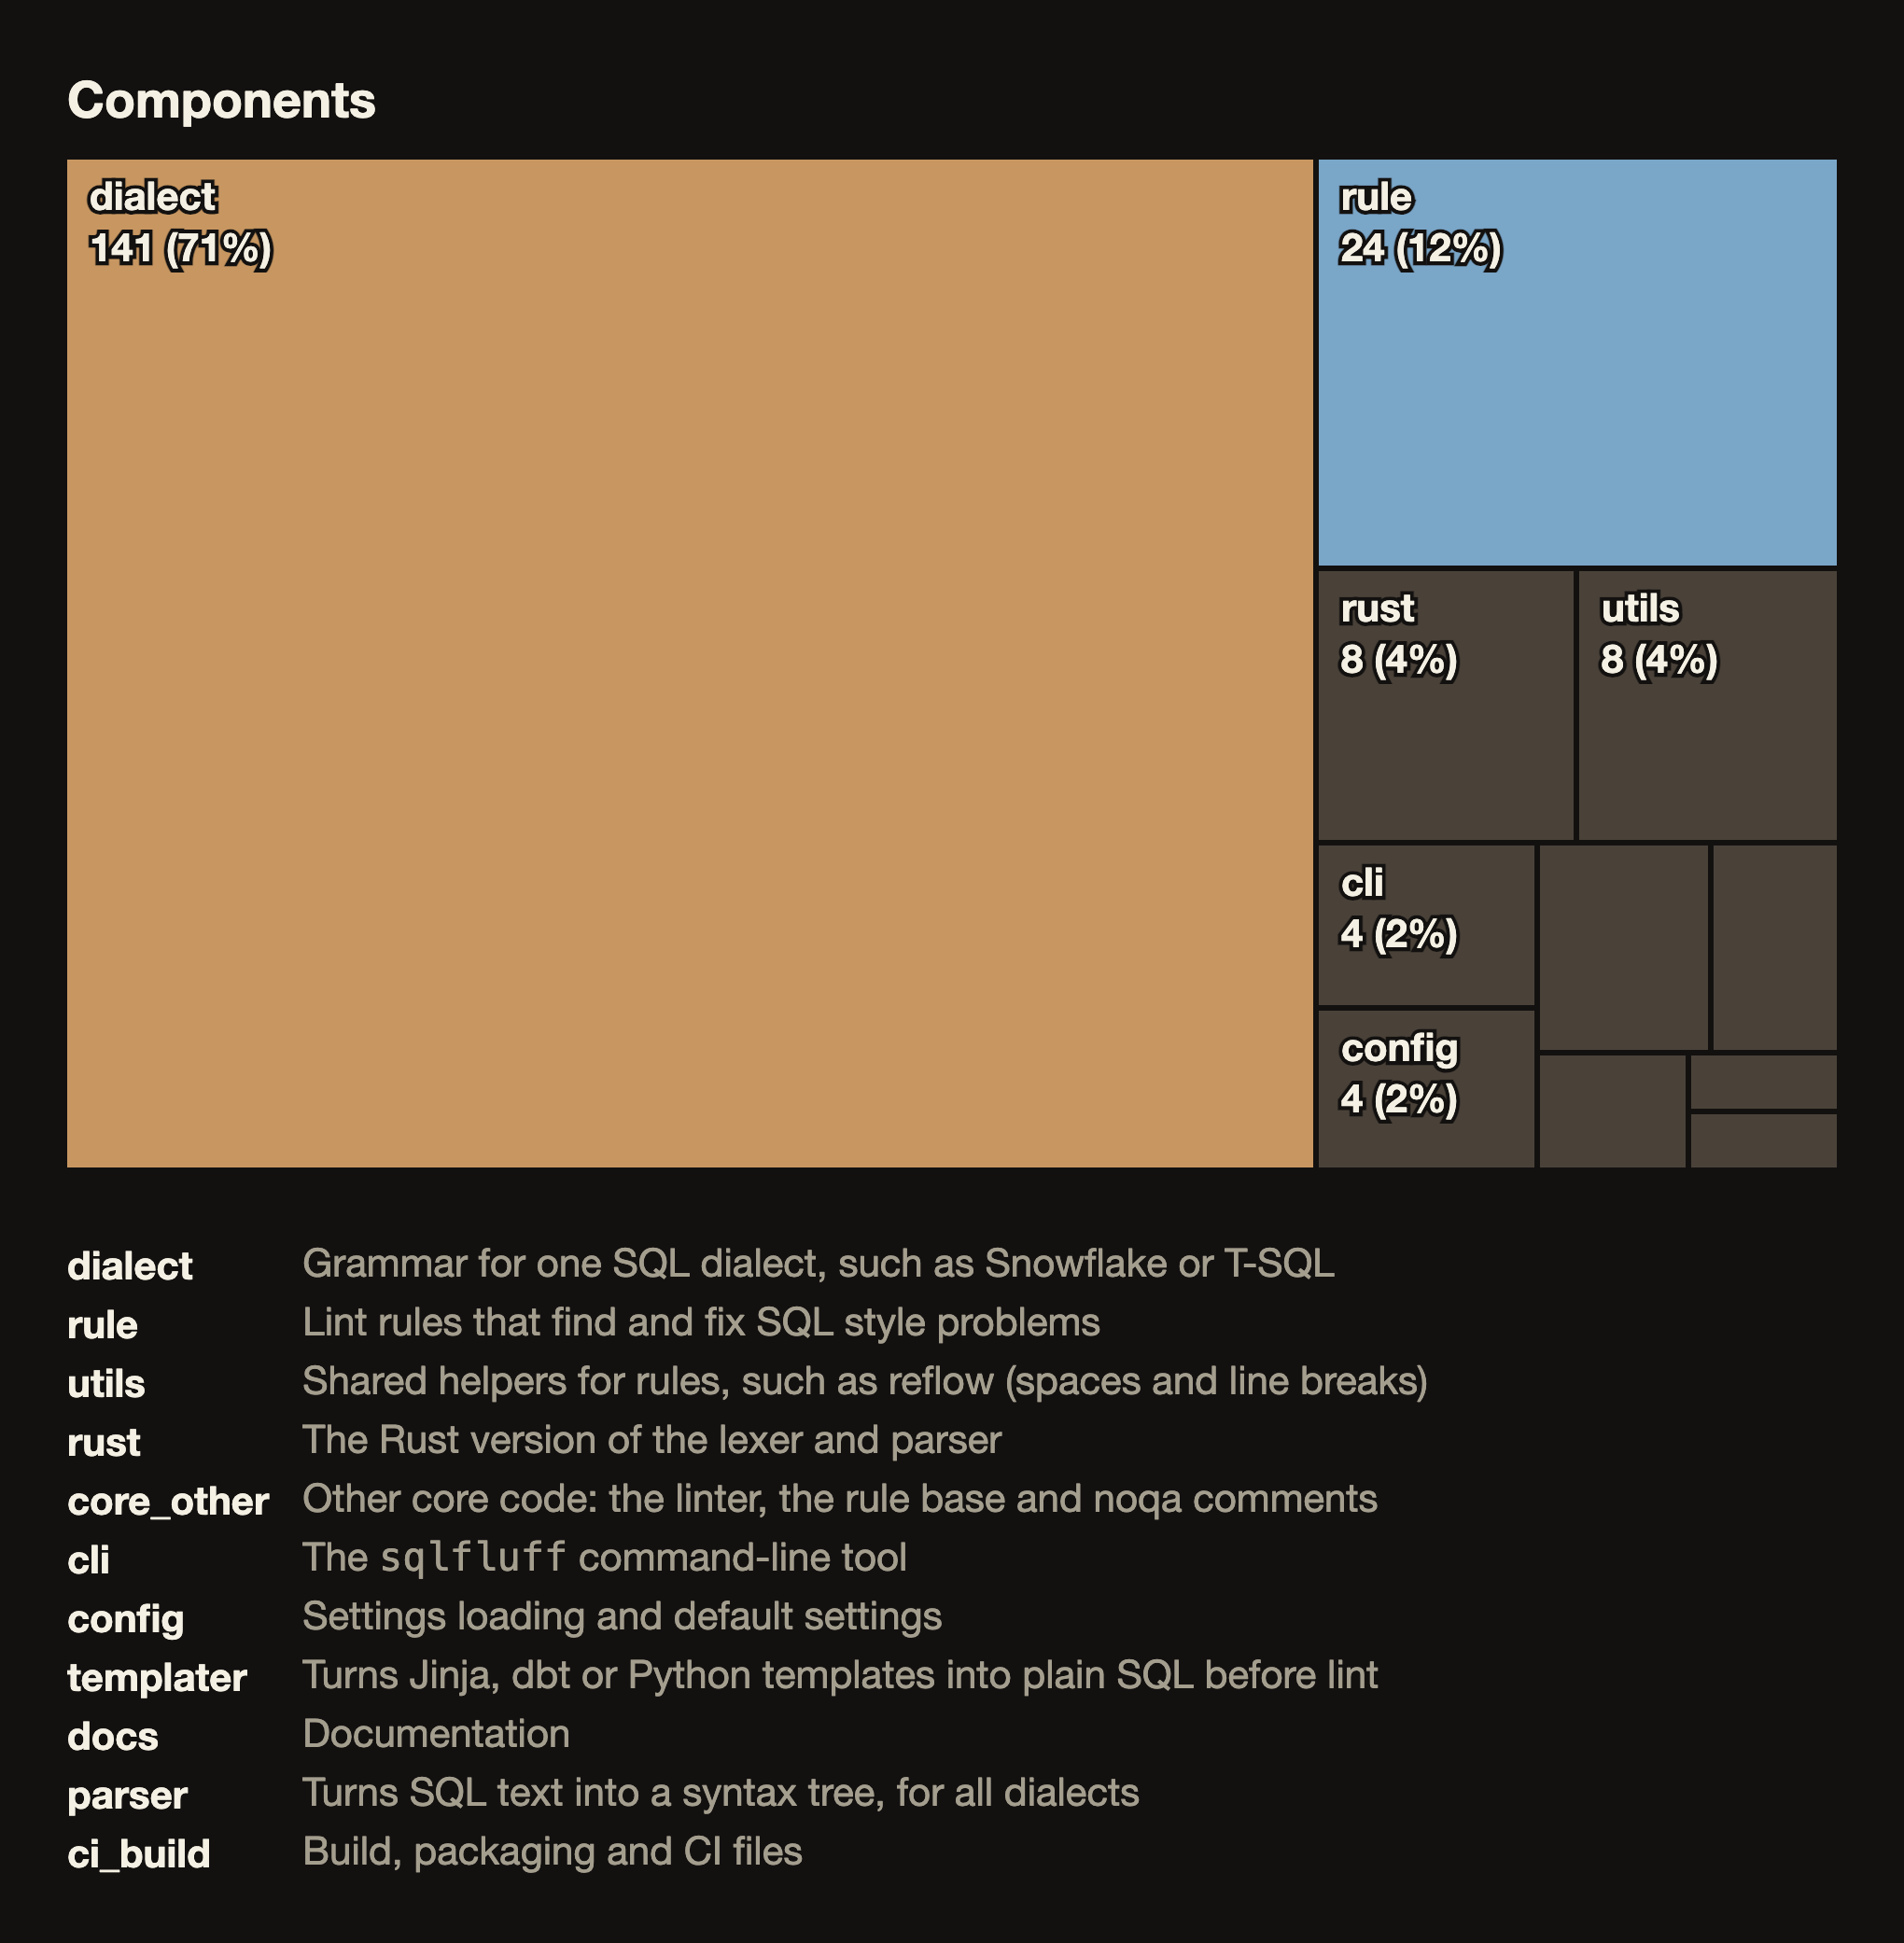 Components
dialect
141 (71%)
rule
24 (12%)
rust
8 (4%)
utils
8 (4%)
cli
4 (2%)
config
4 (2%)
dialect Grammar for one SQL dialect, such as Snowflake or T-SQL
rule Lint rules that find and fix SQL style problems
utils Shared helpers for rules, such as reflow (spaces and line breaks)
rust The Rust version of the lexer and parser
core_other Other core code: the linter, the rule base and noqa comments
cli The sqlfluff command-line tool
config Settings loading and default settings
templater Turns Jinja, dbt or Python templates into plain SQL before lint
docs Documentation
parser Turns SQL text into a syntax tree, for all dialects
ci_build Build, packaging and CI files